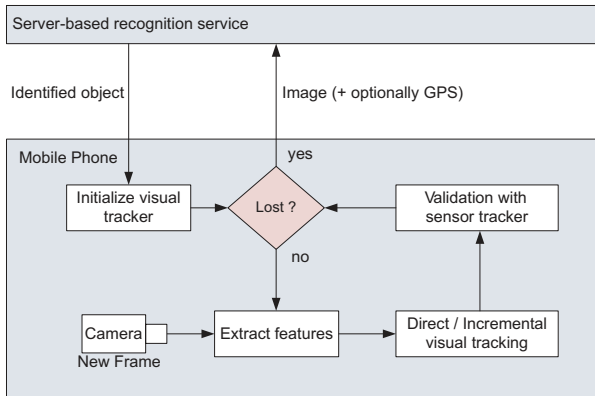 Server-based recognition service
Identified object
Image (+ optionally GPS)
Mobile Phone
yes
Initialize visual
tracker
Lost ?
Validation with
sensor tracker
no
Camera
New Frame
Extract features
Direct / Incremental
visual tracking